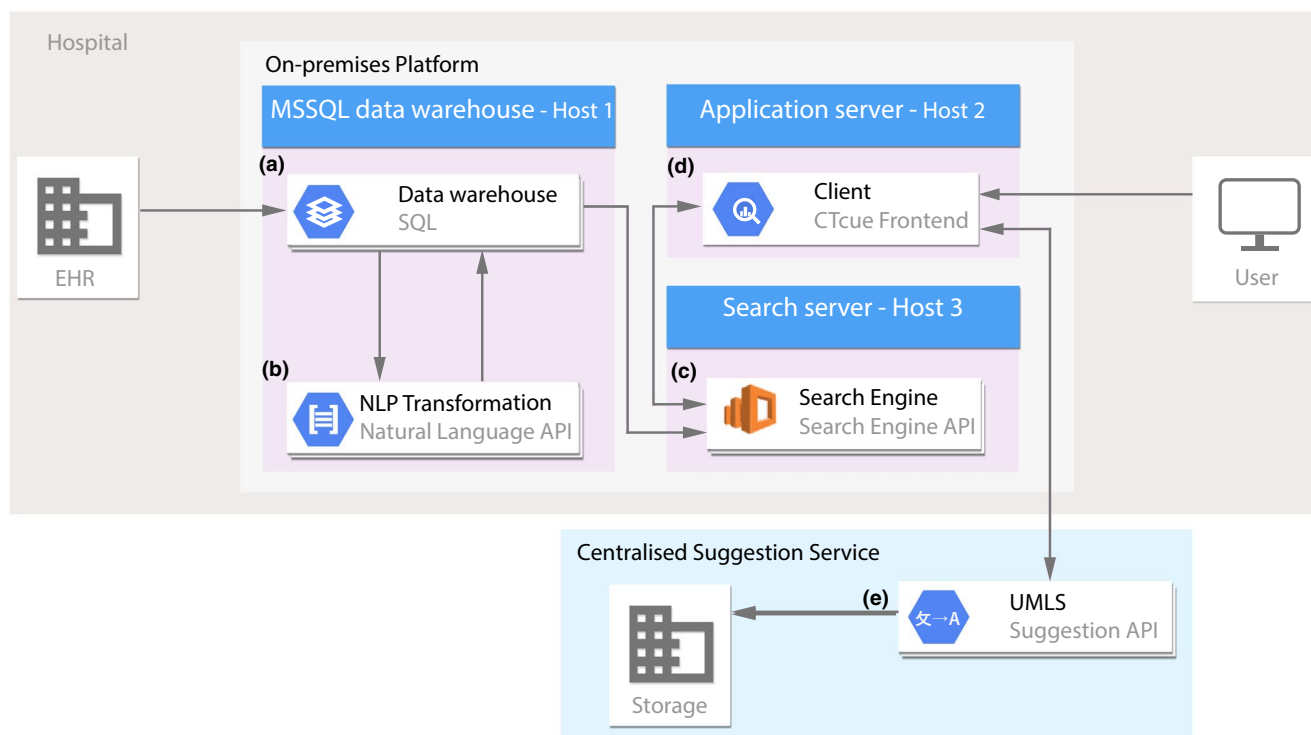 Hospital
On-premises Platform
MSSQL data warehouse - Host 1
Application server - Host 2
(a)
Data warehouse
SQL
(d)
Client
CTcue Frontend
EHR
User
Search server - Host 3
(b)
NLP Transformation
Natural Language API
(c)
Search Engine
Search Engine API
Centralised Suggestion Service
(e)
UMLS
Suggestion API
文→A
Storage